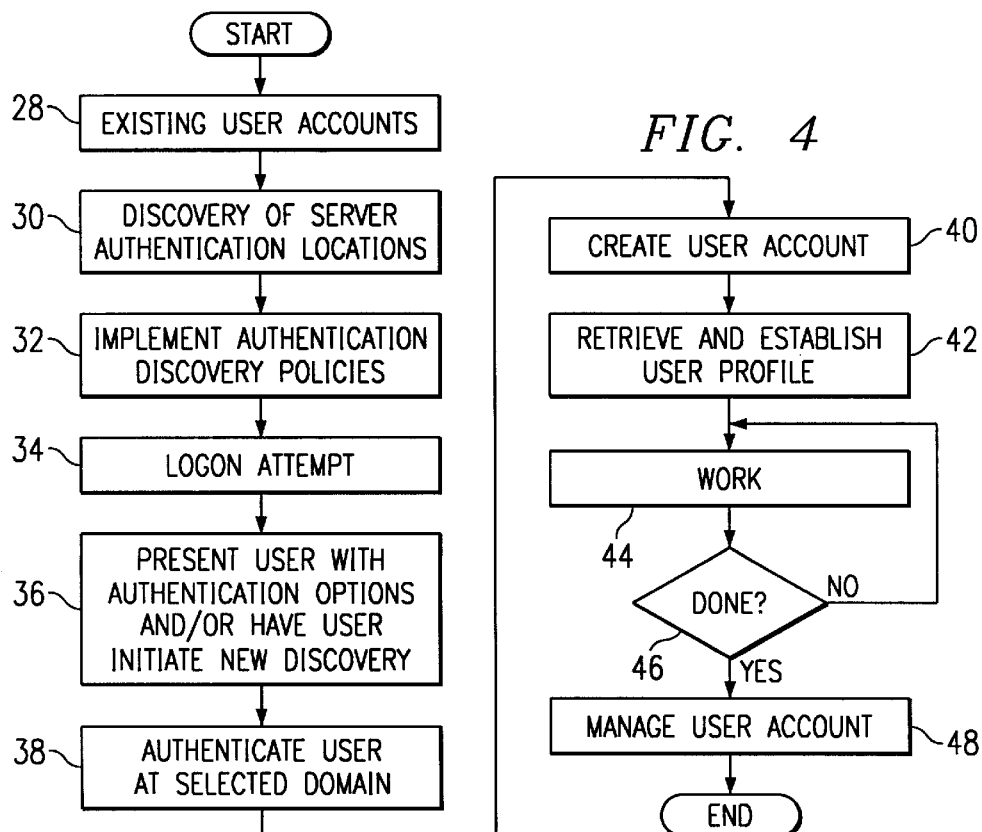 START
28
EXISTING USER ACCOUNTS
30
DISCOVERY OF SERVER
AUTHENTICATION LOCATIONS
32
IMPLEMENT AUTHENTICATION
DISCOVERY POLICIES
34
LOGON ATTEMPT
36
PRESENT USER WITH
AUTHENTICATION OPTIONS
AND/OR HAVE USER
INITIATE NEW DISCOVERY
38
AUTHENTICATE USER
AT SELECTED DOMAIN
FIG. 4
CREATE USER ACCOUNT
40
RETRIEVE AND ESTABLISH
USER PROFILE
42
WORK
44
DONE?
NO
46
YES
MANAGE USER ACCOUNT
48
END